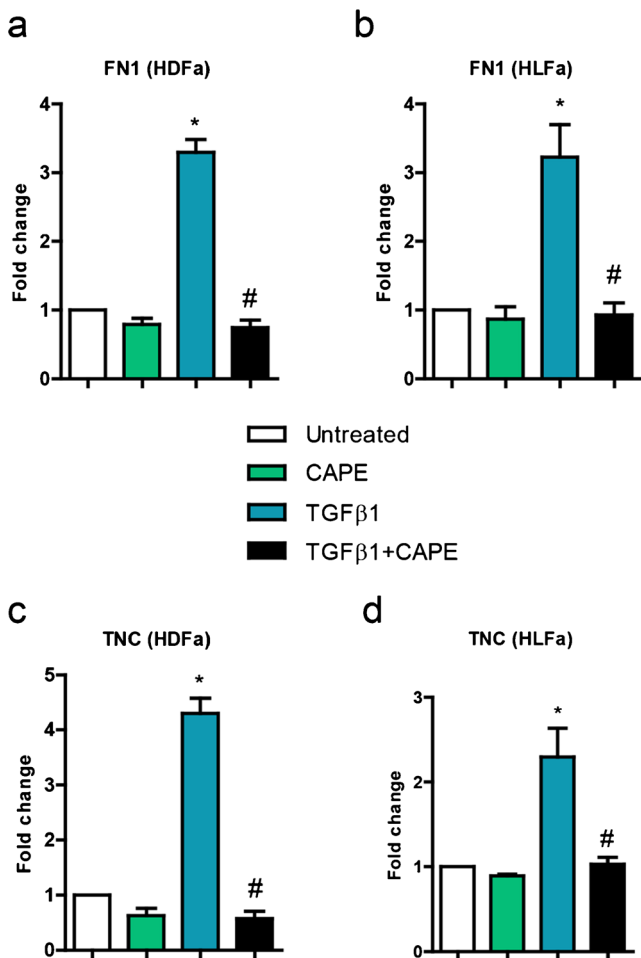 a
FN1 (HDFa)
Fold change
4
3
2
1
0
*
#
b
FN1 (HLFa)
Fold change
4
3
2
1
0
*
#
Untreated
CAPE
TGFβ1
TGFβ1+CAPE
c
TNC (HDFa)
Fold change
5
4
3
2
1
0
*
#
d
TNC (HLFa)
Fold change
3
2
1
0
*
#